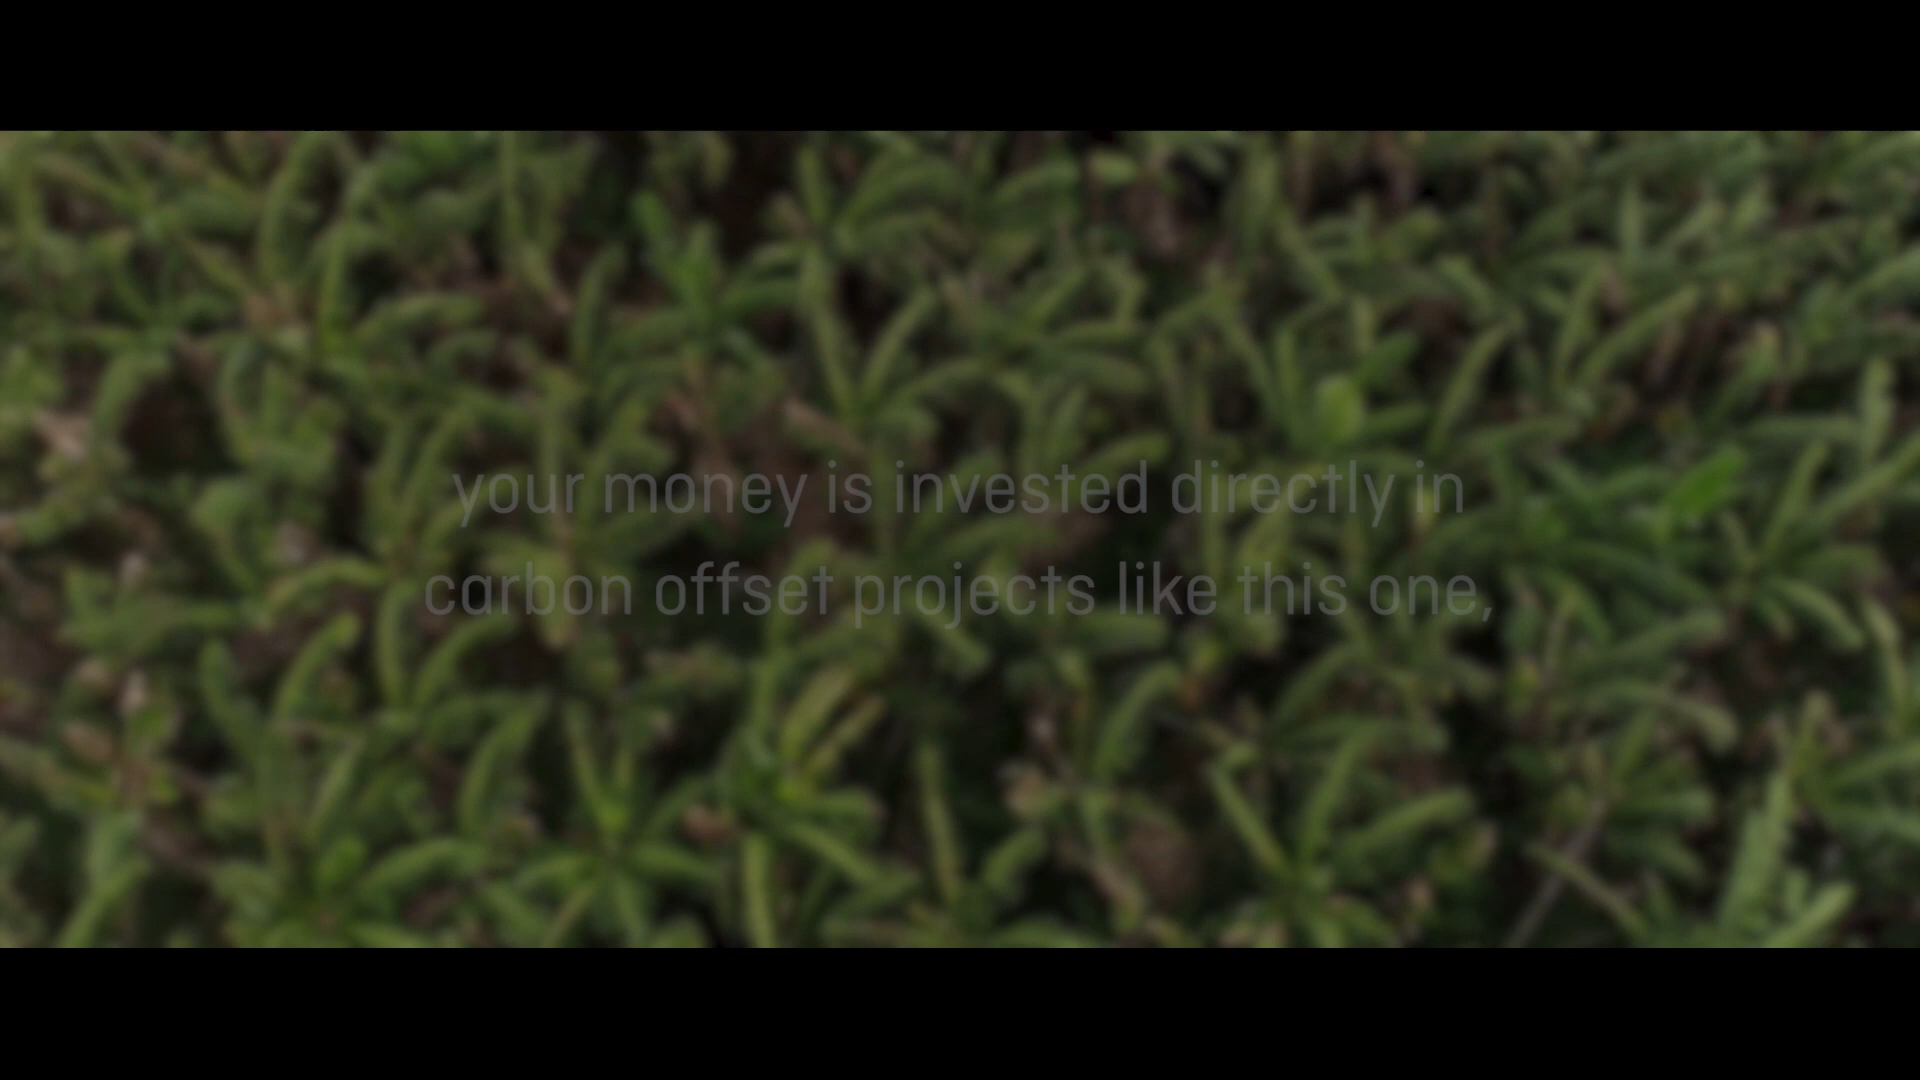 your money is invested directly in
carbon offset projects like this one,